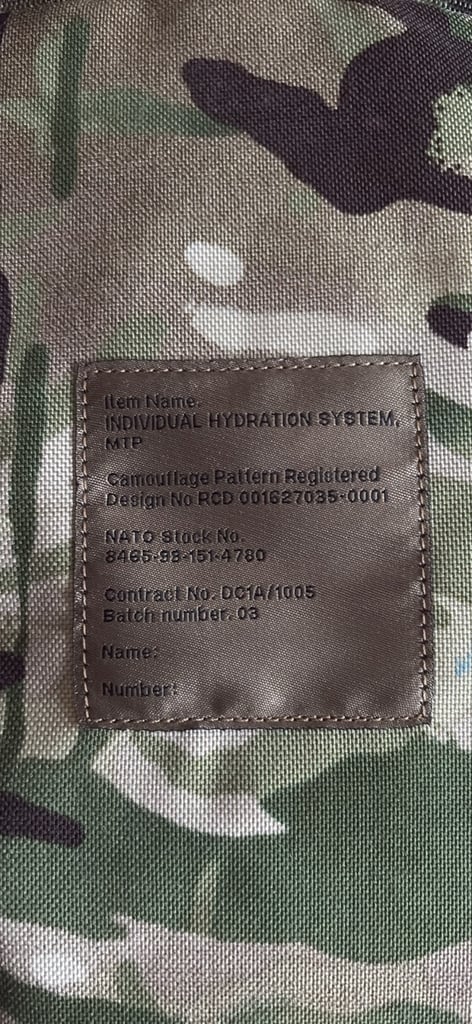 Item Name.
INDIVIDUAL HYDRATION SYSTEM,
MTP
Camouflage Pattern Registered
Design No RCD 001627035-0001
NATO Stock No.
8465-99-151-4780
Contract No. DC1A/1005
Batch number. 03
Name:
Number: